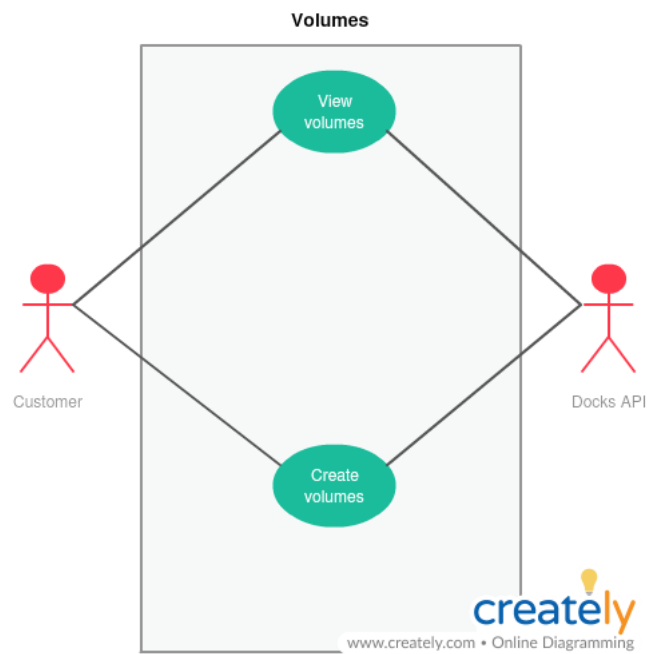 Volumes
View
volumes
Customer
Docks API
Create
volumes
creately
www.creately.com • Online Diagramming